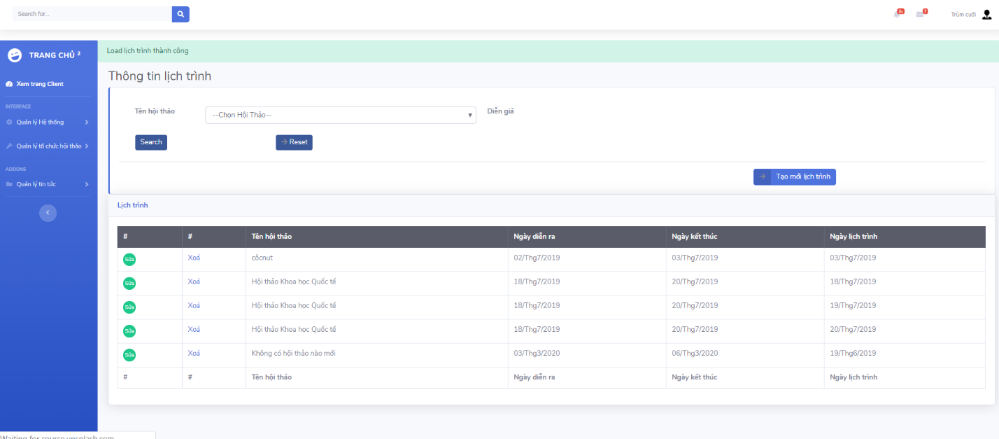 Search for...
3+
7
Trùm cuối
TRANG CHỦ 2
Load lịch trình thành công
Thông tin lịch trình
Xem trang Client
INTERFACE
Quản lý Hệ thống
Quản lý tổ chức hội thảo
ADDONS
Quản lý tin tức
Tên hội thảo
--Chọn Hội Thảo--
Diễn giả
Search
Reset
Tạo mới lịch trình
Lịch trình
# # Tên hội thảo Ngày diễn ra Ngày kết thúc Ngày lịch trình
Sửa Xoá côcnut 02/Thg7/2019 03/Thg7/2019 03/Thg7/2019
Sửa Xoá Hội thảo Khoa học Quốc tế 18/Thg7/2019 20/Thg7/2019 18/Thg7/2019
Sửa Xoá Hội thảo Khoa học Quốc tế 18/Thg7/2019 20/Thg7/2019 19/Thg7/2019
Sửa Xoá Hội thảo Khoa học Quốc tế 18/Thg7/2019 20/Thg7/2019 20/Thg7/2019
Sửa Xoá Không có hội thảo nào mới 03/Thg3/2020 06/Thg3/2020 19/Thg6/2019
# # Tên hội thảo Ngày diễn ra Ngày kết thúc Ngày lịch trình
Waiting for source.unsplash.com